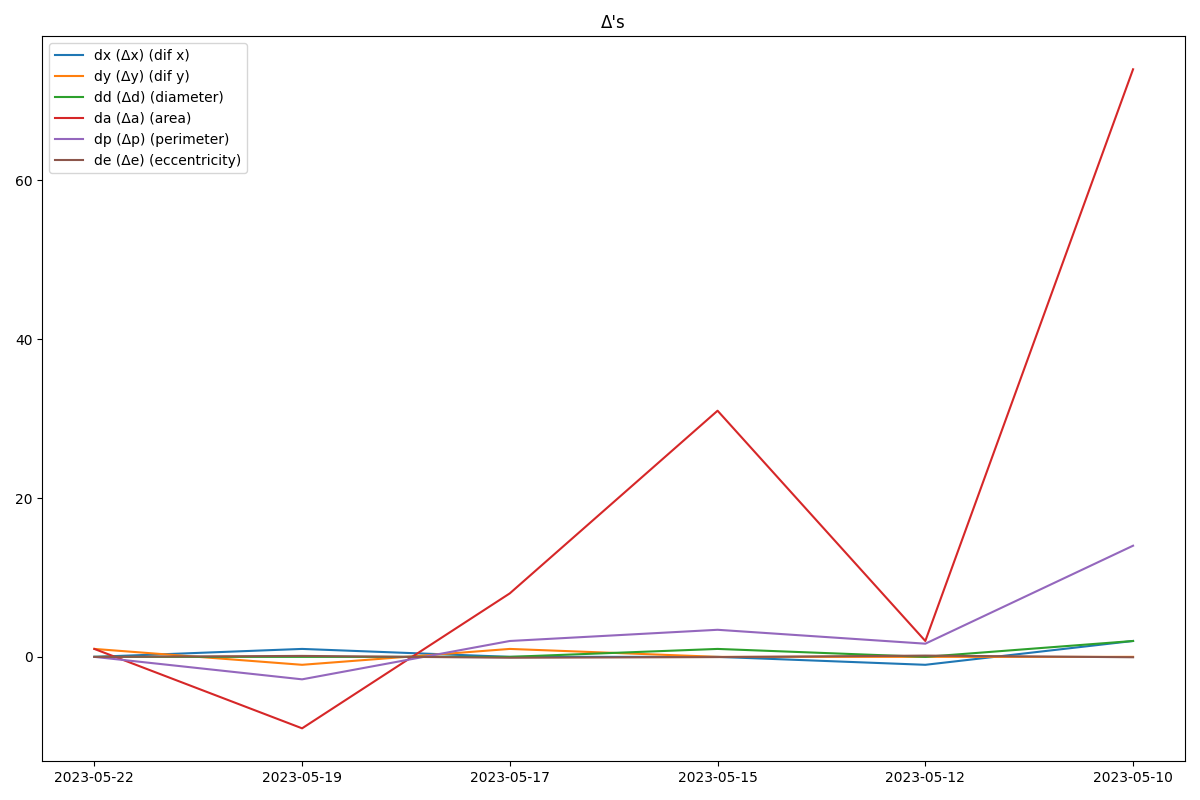 Δ's
dx (Δx) (dif x)
dy (Δy) (dif y)
dd (Δd) (diameter)
da (Δa) (area)
dp (Δp) (perimeter)
de (Δe) (eccentricity)
60
40
20
0
2023-05-22 2023-05-19 2023-05-17 2023-05-15 2023-05-12 2023-05-10